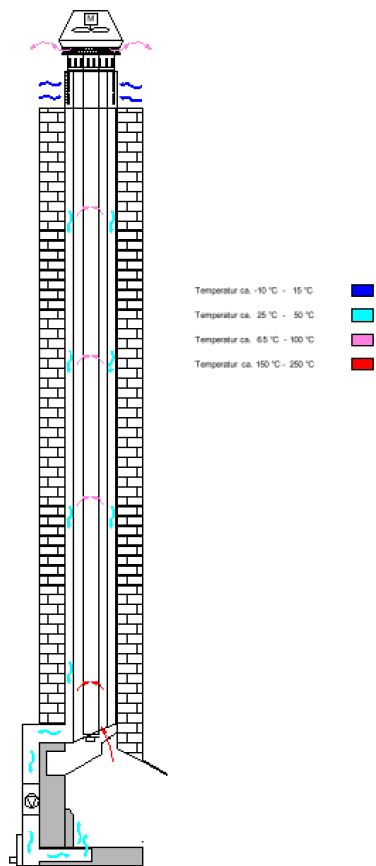 M
Temperatur ca. -10 °C - 15 °C
Temperatur ca. 25 °C - 50 °C
Temperatur ca. 65 °C - 100 °C
Temperatur ca. 150 °C - 250 °C